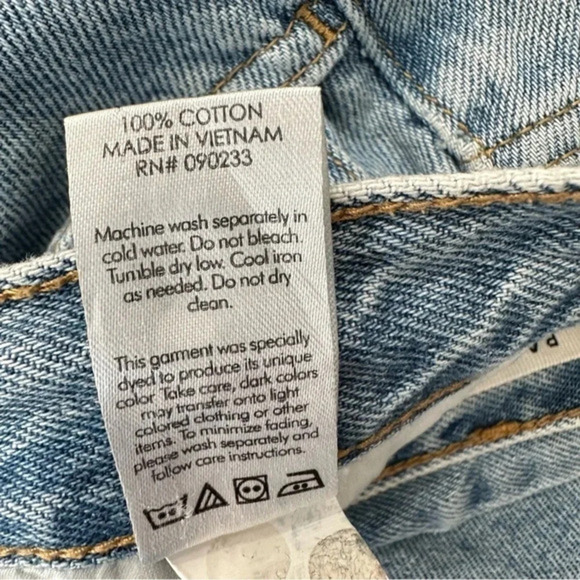 100% COTTON
MADE IN VIETNAM
RN# 090233
Machine wash separately in
cold water. Do not bleach.
Tumble dry low. Cool iron
as needed. Do not dry
clean.
This garment was specially
dyed to produce its unique
color. Take care, dark colors
may transfer onto light
colored clothing or other
items. To minimize fading,
please wash separately and
follow care instructions.
PA